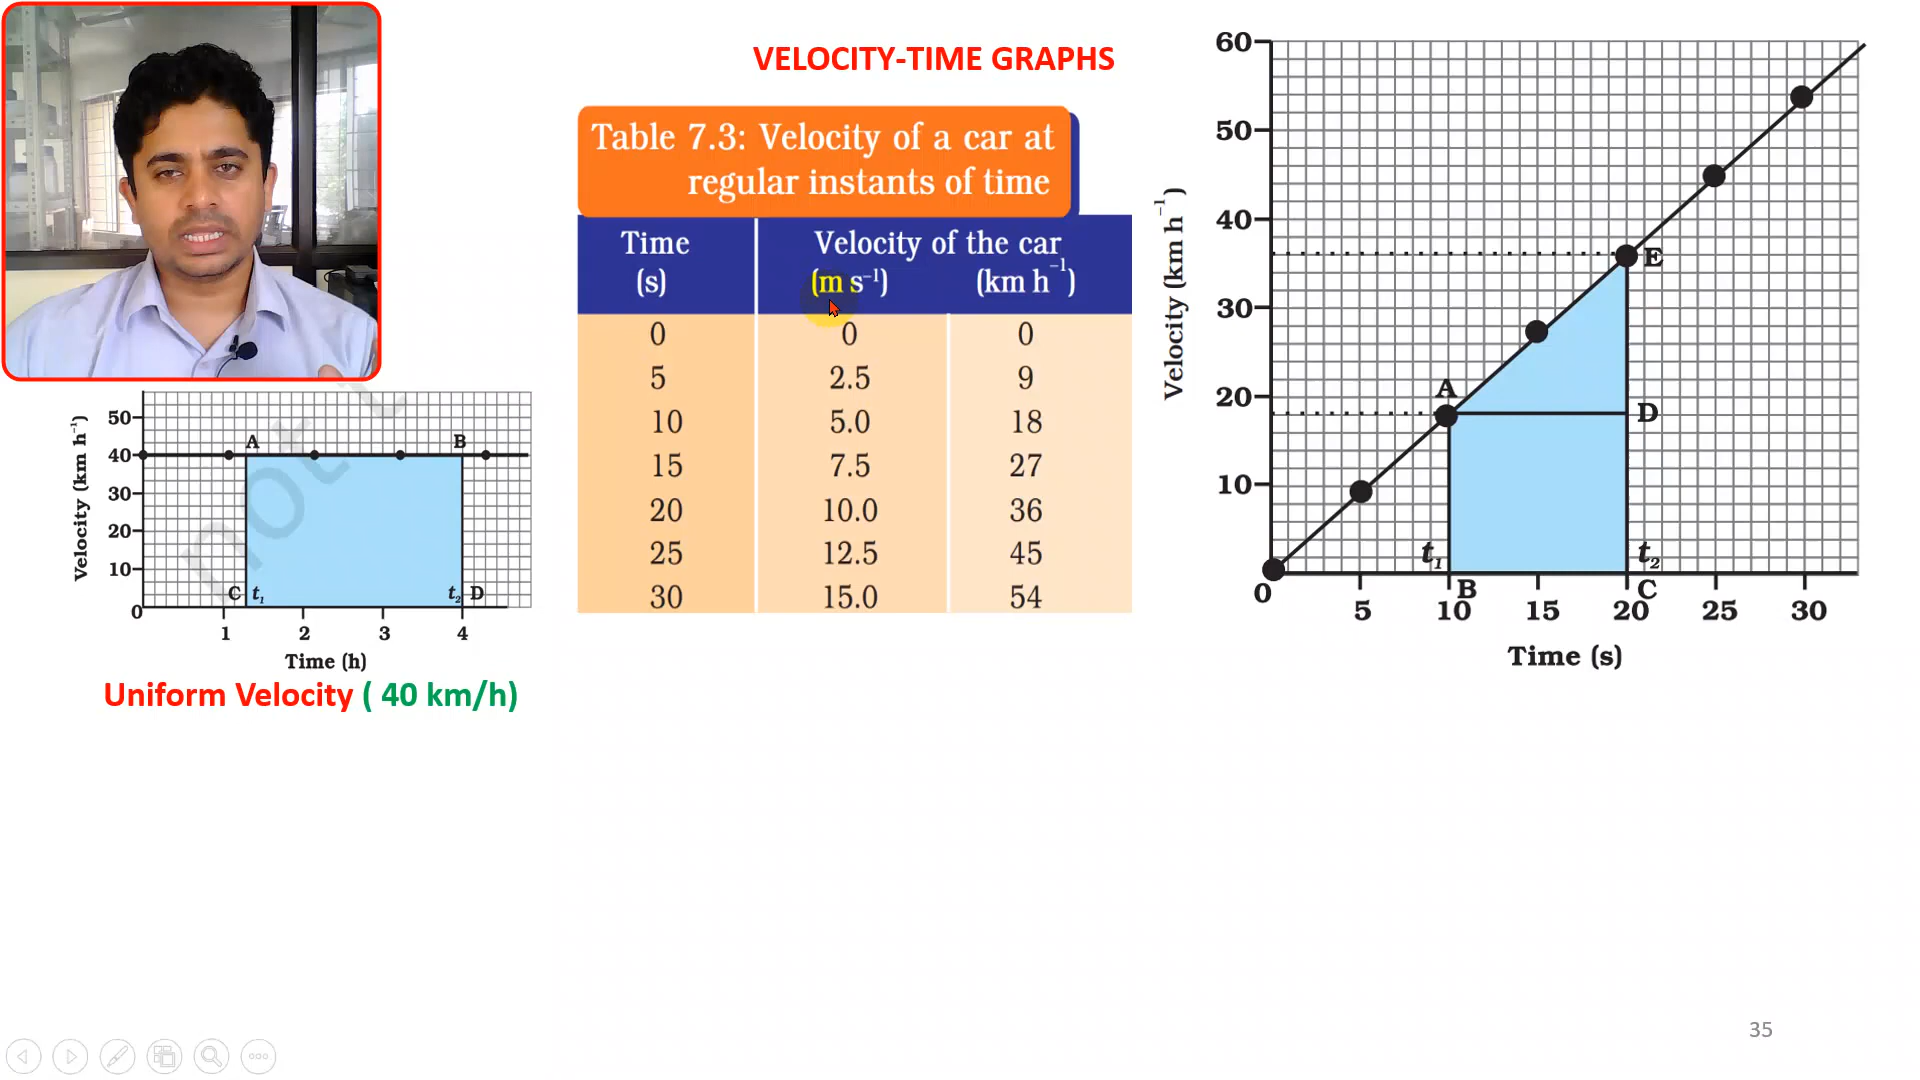 VELOCITY-TIME GRAPHS
Table 7.3: Velocity of a car at
regular instants of time
Time Velocity of the car
(s) (m s⁻¹) (km h⁻¹)
0 0 0
5 2.5 9
10 5.0 18
15 7.5 27
20 10.0 36
25 12.5 45
30 15.0 54
not t
Velocity (km h⁻¹)
50
40
30
20
10
0
A B
C t₁ t₂ D
1 2 3 4
Time (h)
Uniform Velocity ( 40 km/h)
Velocity (km h⁻¹)
60
50
40
30
20
10
0
E
A
D
t₁ t₂
B C
5 10 15 20 25 30
Time (s)
35